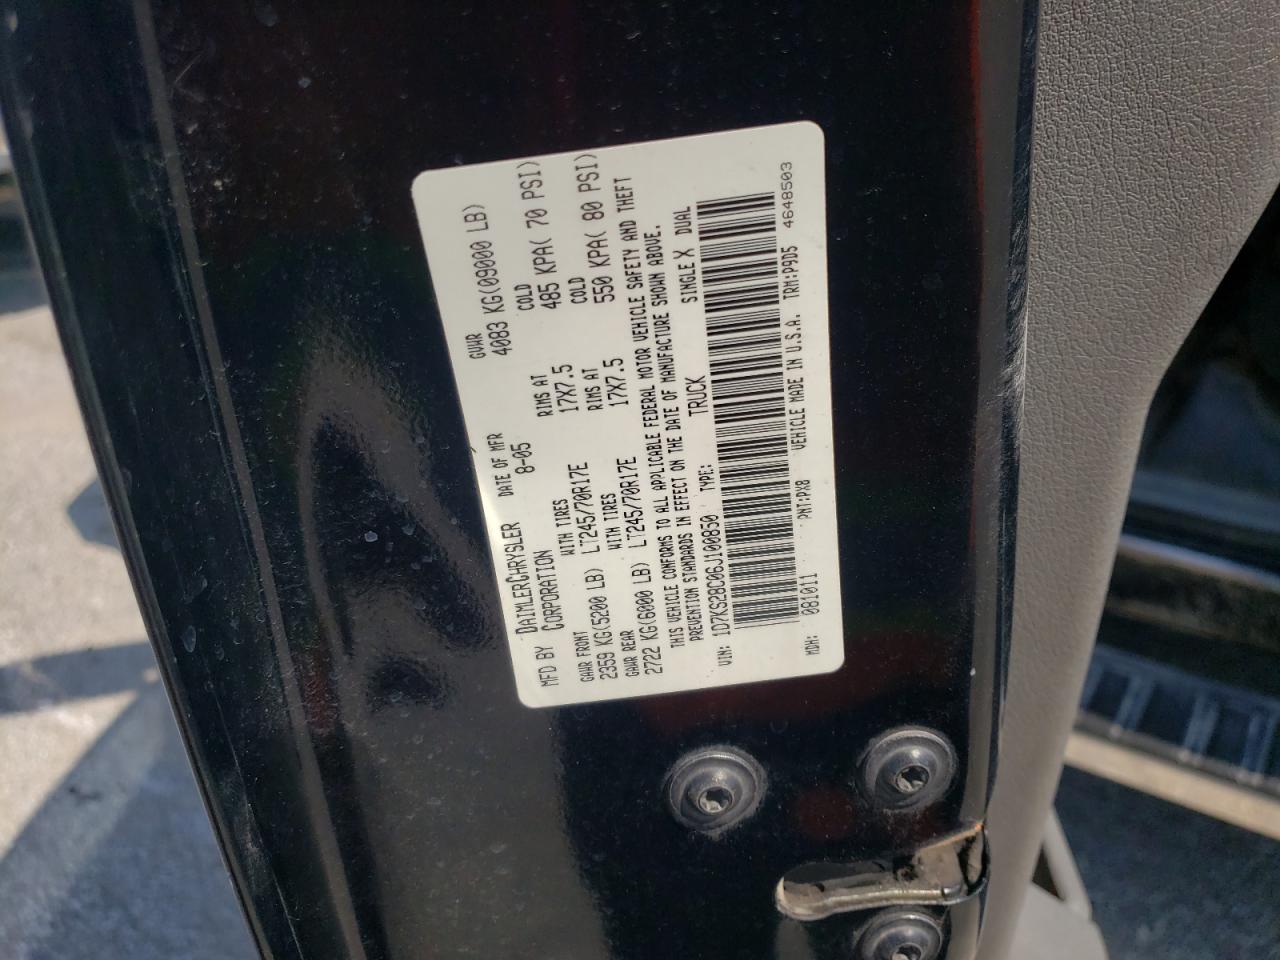 MFD BY DAIMLERCHRYSLER CORPORATION DATE OF MFR 8-05 GVWR 4083 KG(09000 LB)
GAWR FRONT WITH TIRES RIMS AT COLD
2359 KG(5200 LB) LT245/70R17E 17X7.5 485 KPA( 70 PSI)
GAWR REAR WITH TIRES RIMS AT COLD
2722 KG(6000 LB) LT245/70R17E 17X7.5 550 KPA( 80 PSI)
THIS VEHICLE CONFORMS TO ALL APPLICABLE FEDERAL MOTOR VEHICLE SAFETY AND THEFT
PREVENTION STANDARDS IN EFFECT ON THE DATE OF MANUFACTURE SHOWN ABOVE.
VIN: 1D7KS28C06J100850 TYPE: TRUCK SINGLE X DUAL
MDH: 081011 PNT:PX8 VEHICLE MADE IN U.S.A. TRM:P9D5 4648503